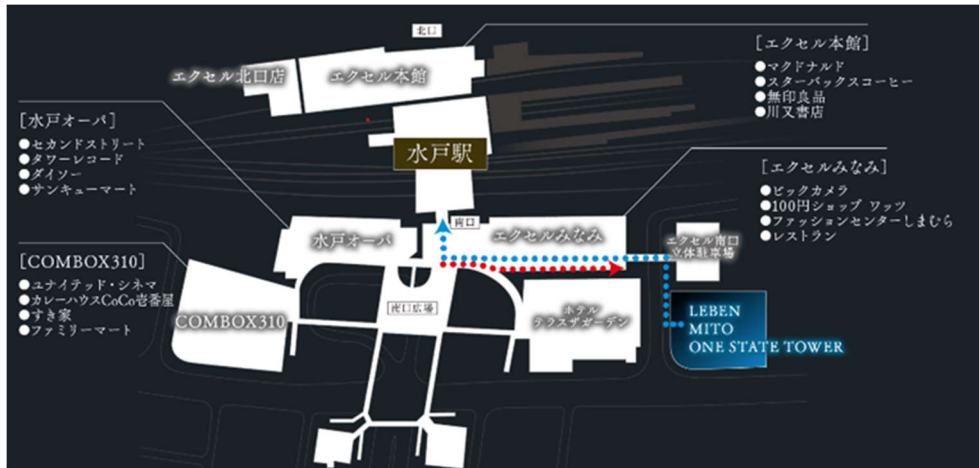 北口
エクセル北口店
エクセル本館
[エクセル本館]
●マクドナルド
●スターバックスコーヒー
●無印良品
●川又書店
[水戸オーパ]
●セカンドストリート
●タワーレコード
●ダイソー
●サンキューマート
水戸駅
[エクセルみなみ]
●ビックカメラ
●100円ショップ ワッツ
●ファッションセンターしまむら
●レストラン
南口
水戸オーパ
エクセルみなみ
エクセル南口
立体駐車場
[COMBOX310]
●ユナイテッド・シネマ
●カレーハウスCoCo壱番屋
●すき家
●ファミリーマート
COMBOX310
南口広場
ホテル
テラスザガーデン
LEBEN
MITO
ONE STATE TOWER